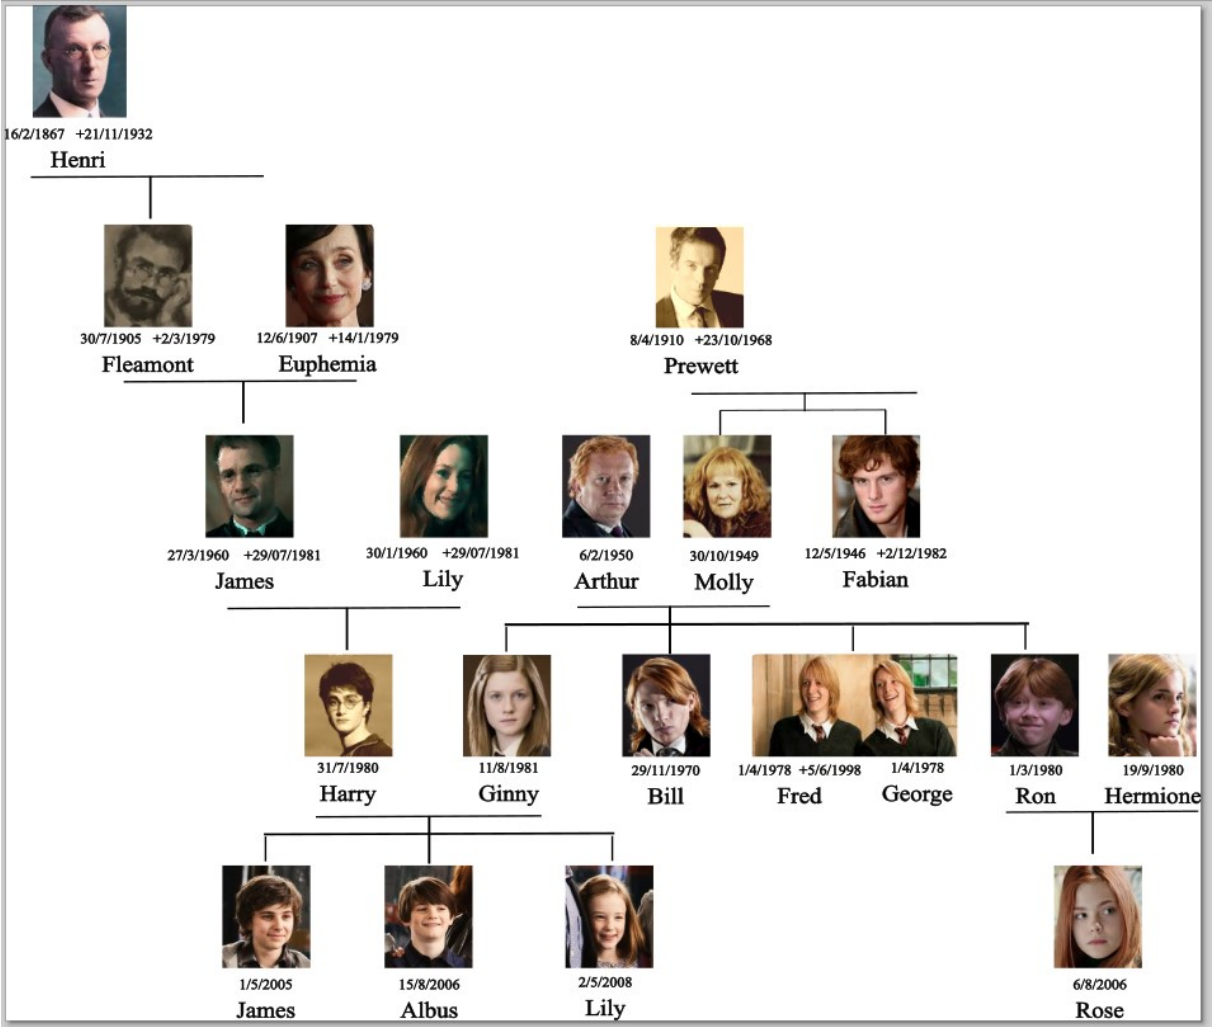 16/2/1867 +21/11/1932
Henri
30/7/1905 +2/3/1979
Fleamont
12/6/1907 +14/1/1979
Euphemia
8/4/1910 +23/10/1968
Prewett
27/3/1960 +29/07/1981
James
30/1/1960 +29/07/1981
Lily
6/2/1950
Arthur
30/10/1949
Molly
12/5/1946 +2/12/1982
Fabian
31/7/1980
Harry
11/8/1981
Ginny
29/11/1970
Bill
1/4/1978 +5/6/1998
Fred
1/4/1978
George
1/3/1980
Ron
19/9/1980
Hermione
1/5/2005
James
15/8/2006
Albus
2/5/2008
Lily
6/8/2006
Rose